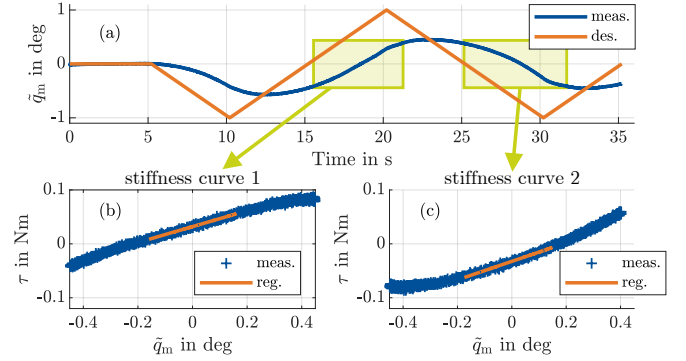 (a)
meas.
des.
q̃m in deg
1
0
-1
0 5 10 15 20 25 30 35
Time in s
stiffness curve 1 stiffness curve 2
(b)
τ in Nm
0.1
0
-0.1
meas.
reg.
-0.4 -0.2 0 0.2 0.4
q̃m in deg
(c)
τ in Nm
0.1
0
-0.1
meas.
reg.
-0.4 -0.2 0 0.2 0.4
q̃m in deg